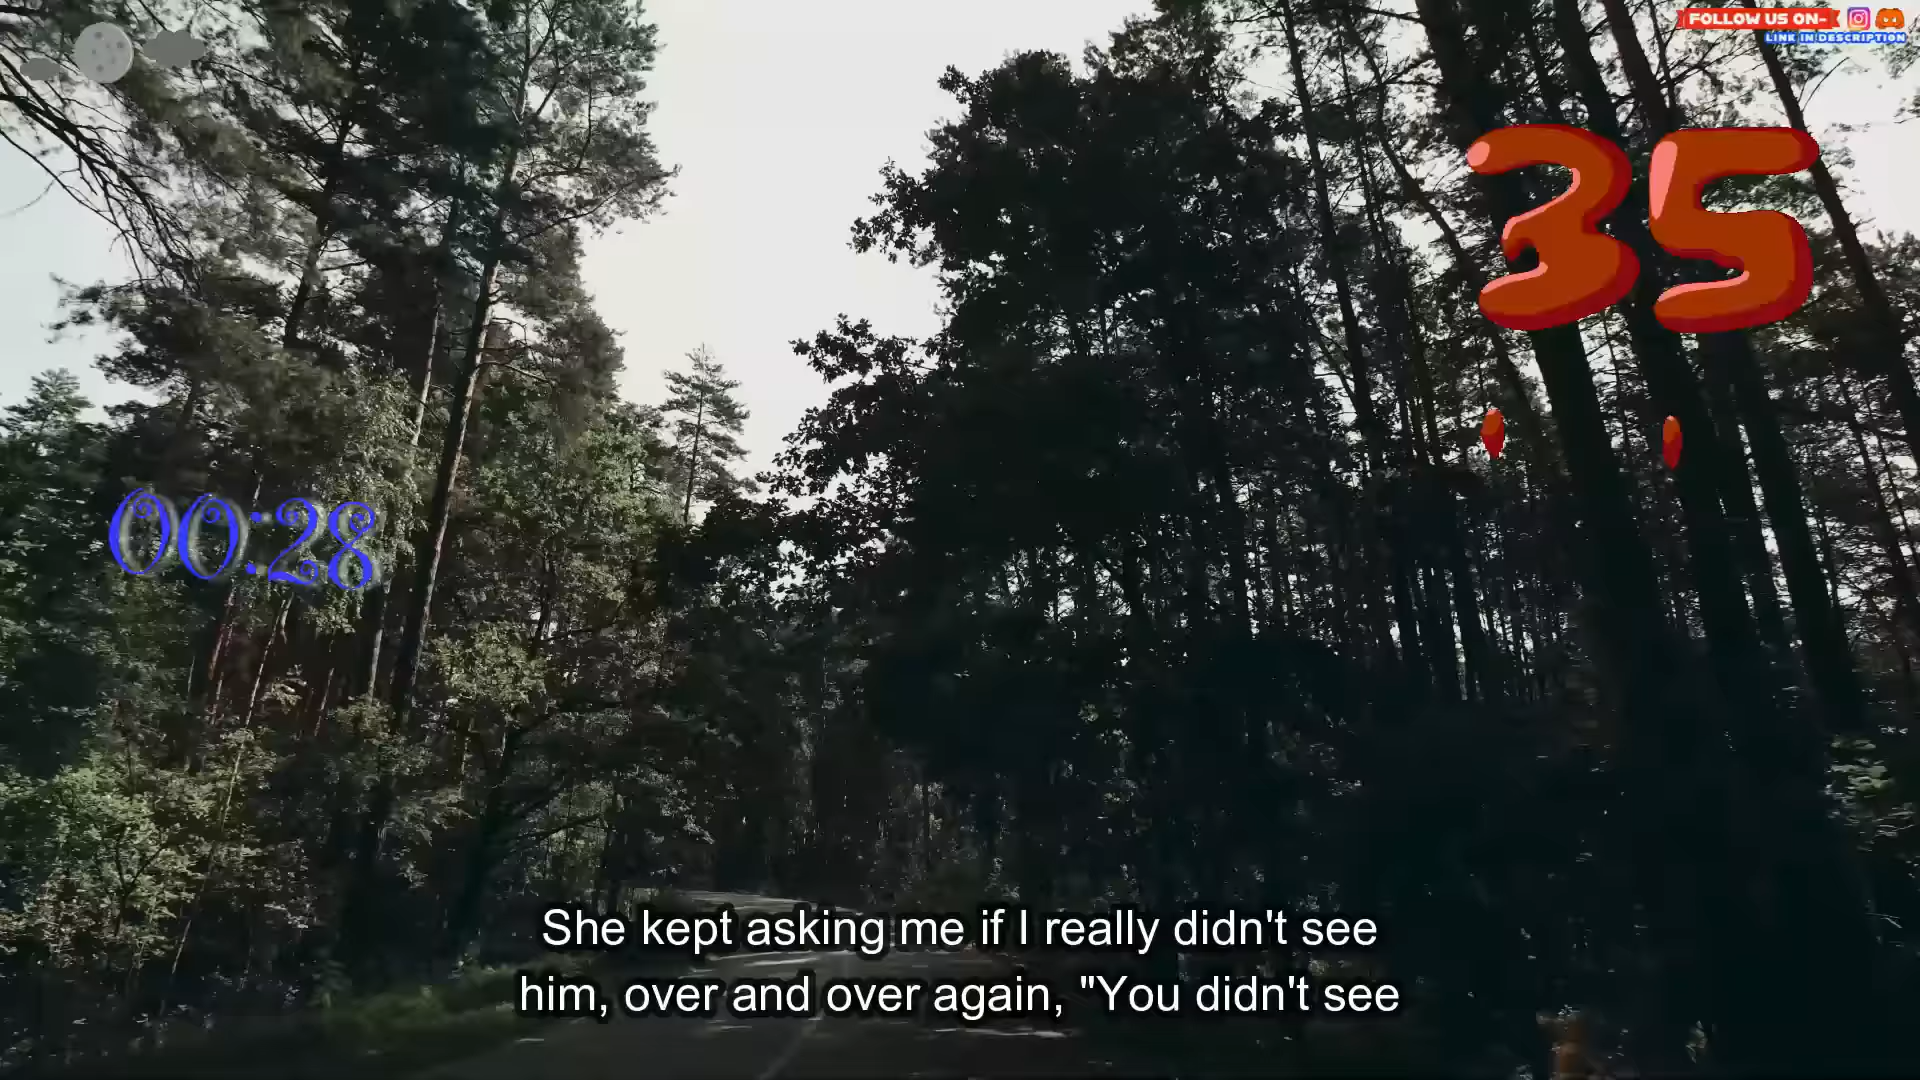 FOLLOW US ON-
LINK IN DESCRIPTION
35
00:28
She kept asking me if I really didn't see
him, over and over again, "You didn't see